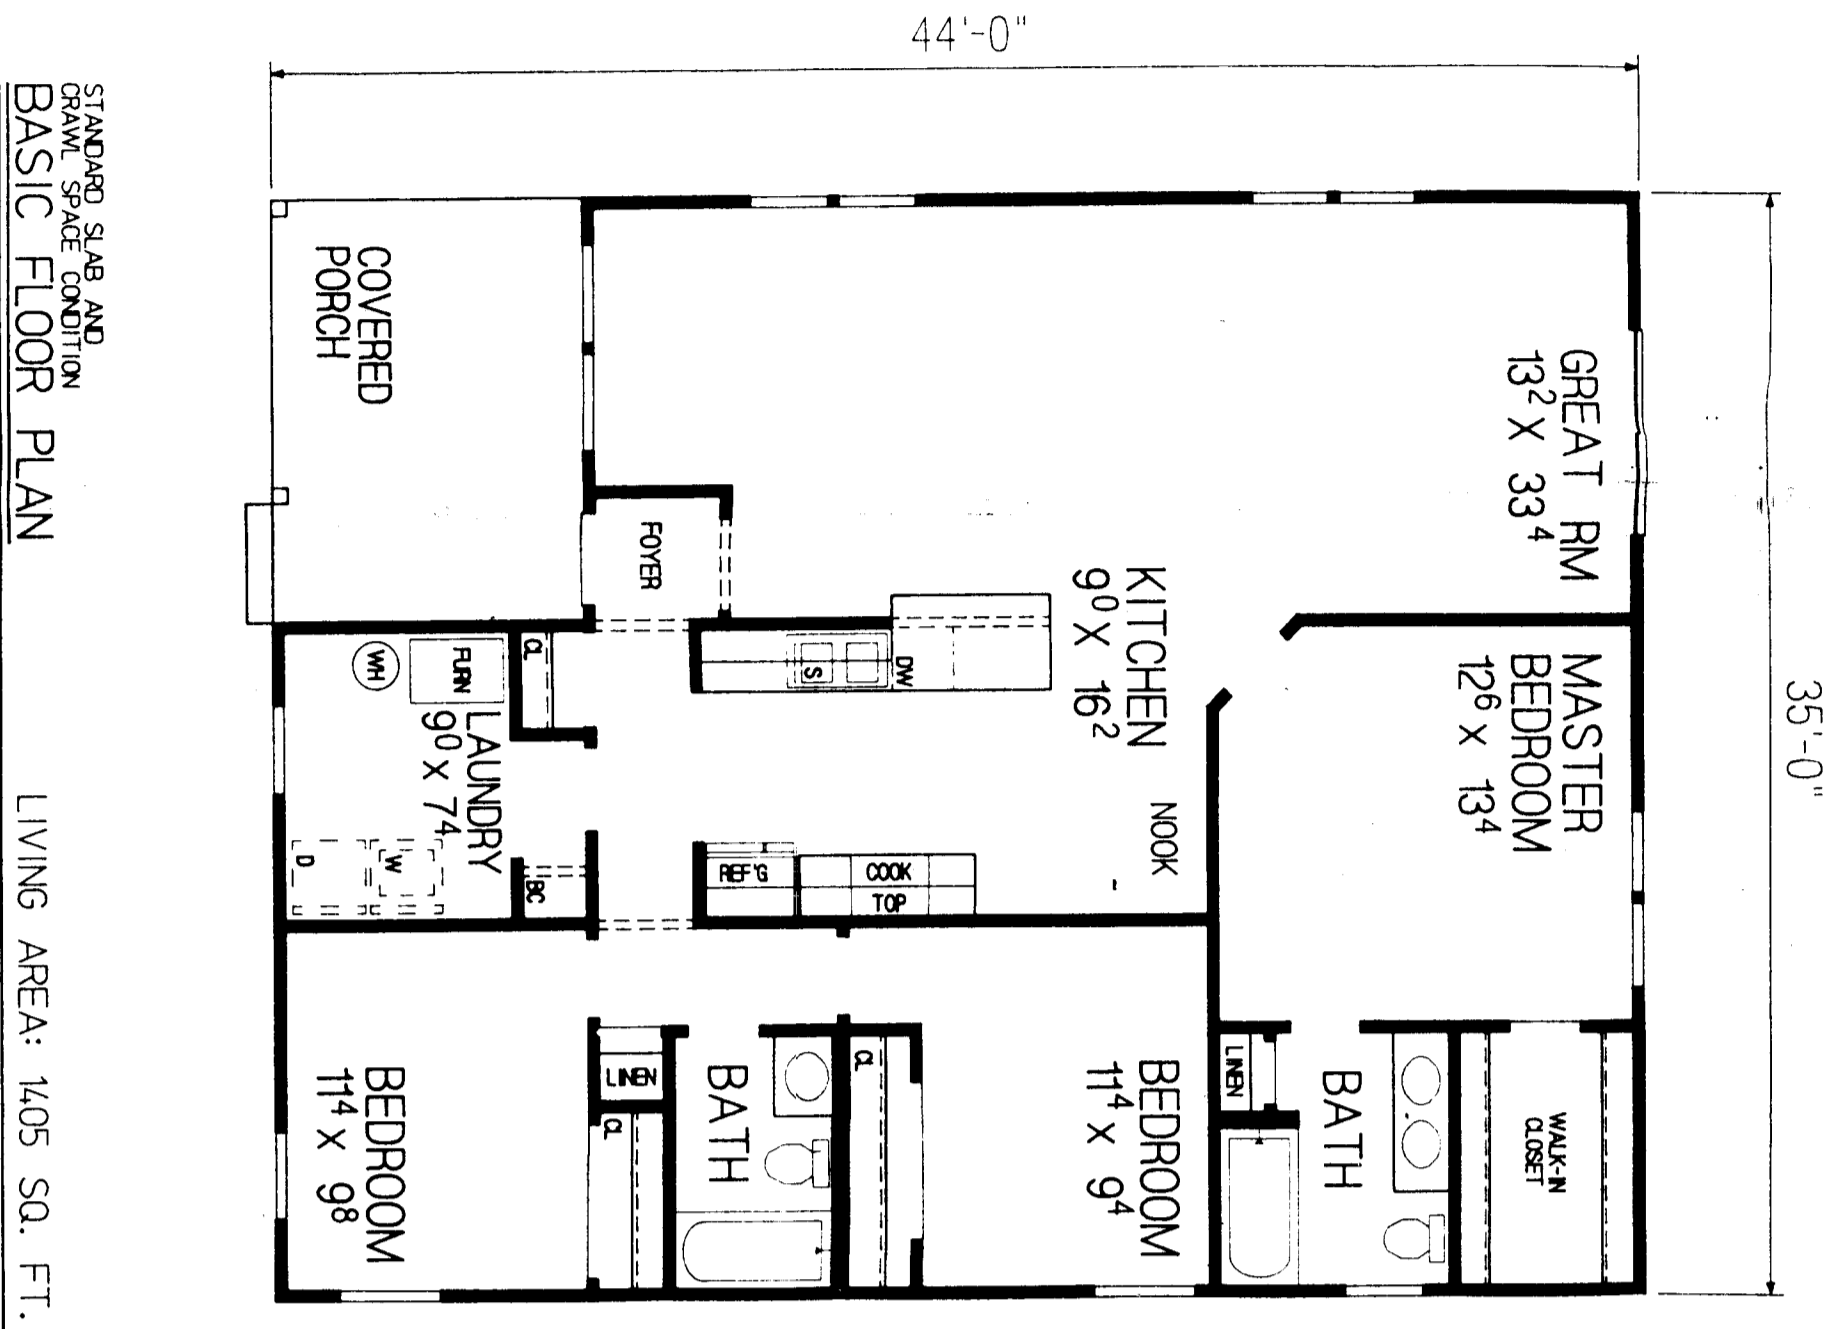 35'-0"
44'-0"
GREAT RM
13² X 33⁴
MASTER
BEDROOM
12⁶ X 13⁴
WALK-IN
CLOSET
BATH
LINEN
KITCHEN
9⁰ X 16²
NOOK
BEDROOM
11⁴ X 9⁴
DW
S
COOK
TOP
REF'G
CL
BATH
FOYER
LINEN
CL
CL
BC
COVERED
PORCH
FURN
WH
LAUNDRY
9⁰ X 7⁴
W
D
BEDROOM
11⁴ X 9⁸
STANDARD SLAB AND
CRAWL SPACE CONDITION
BASIC FLOOR PLAN
LIVING AREA: 1405 SQ. FT.